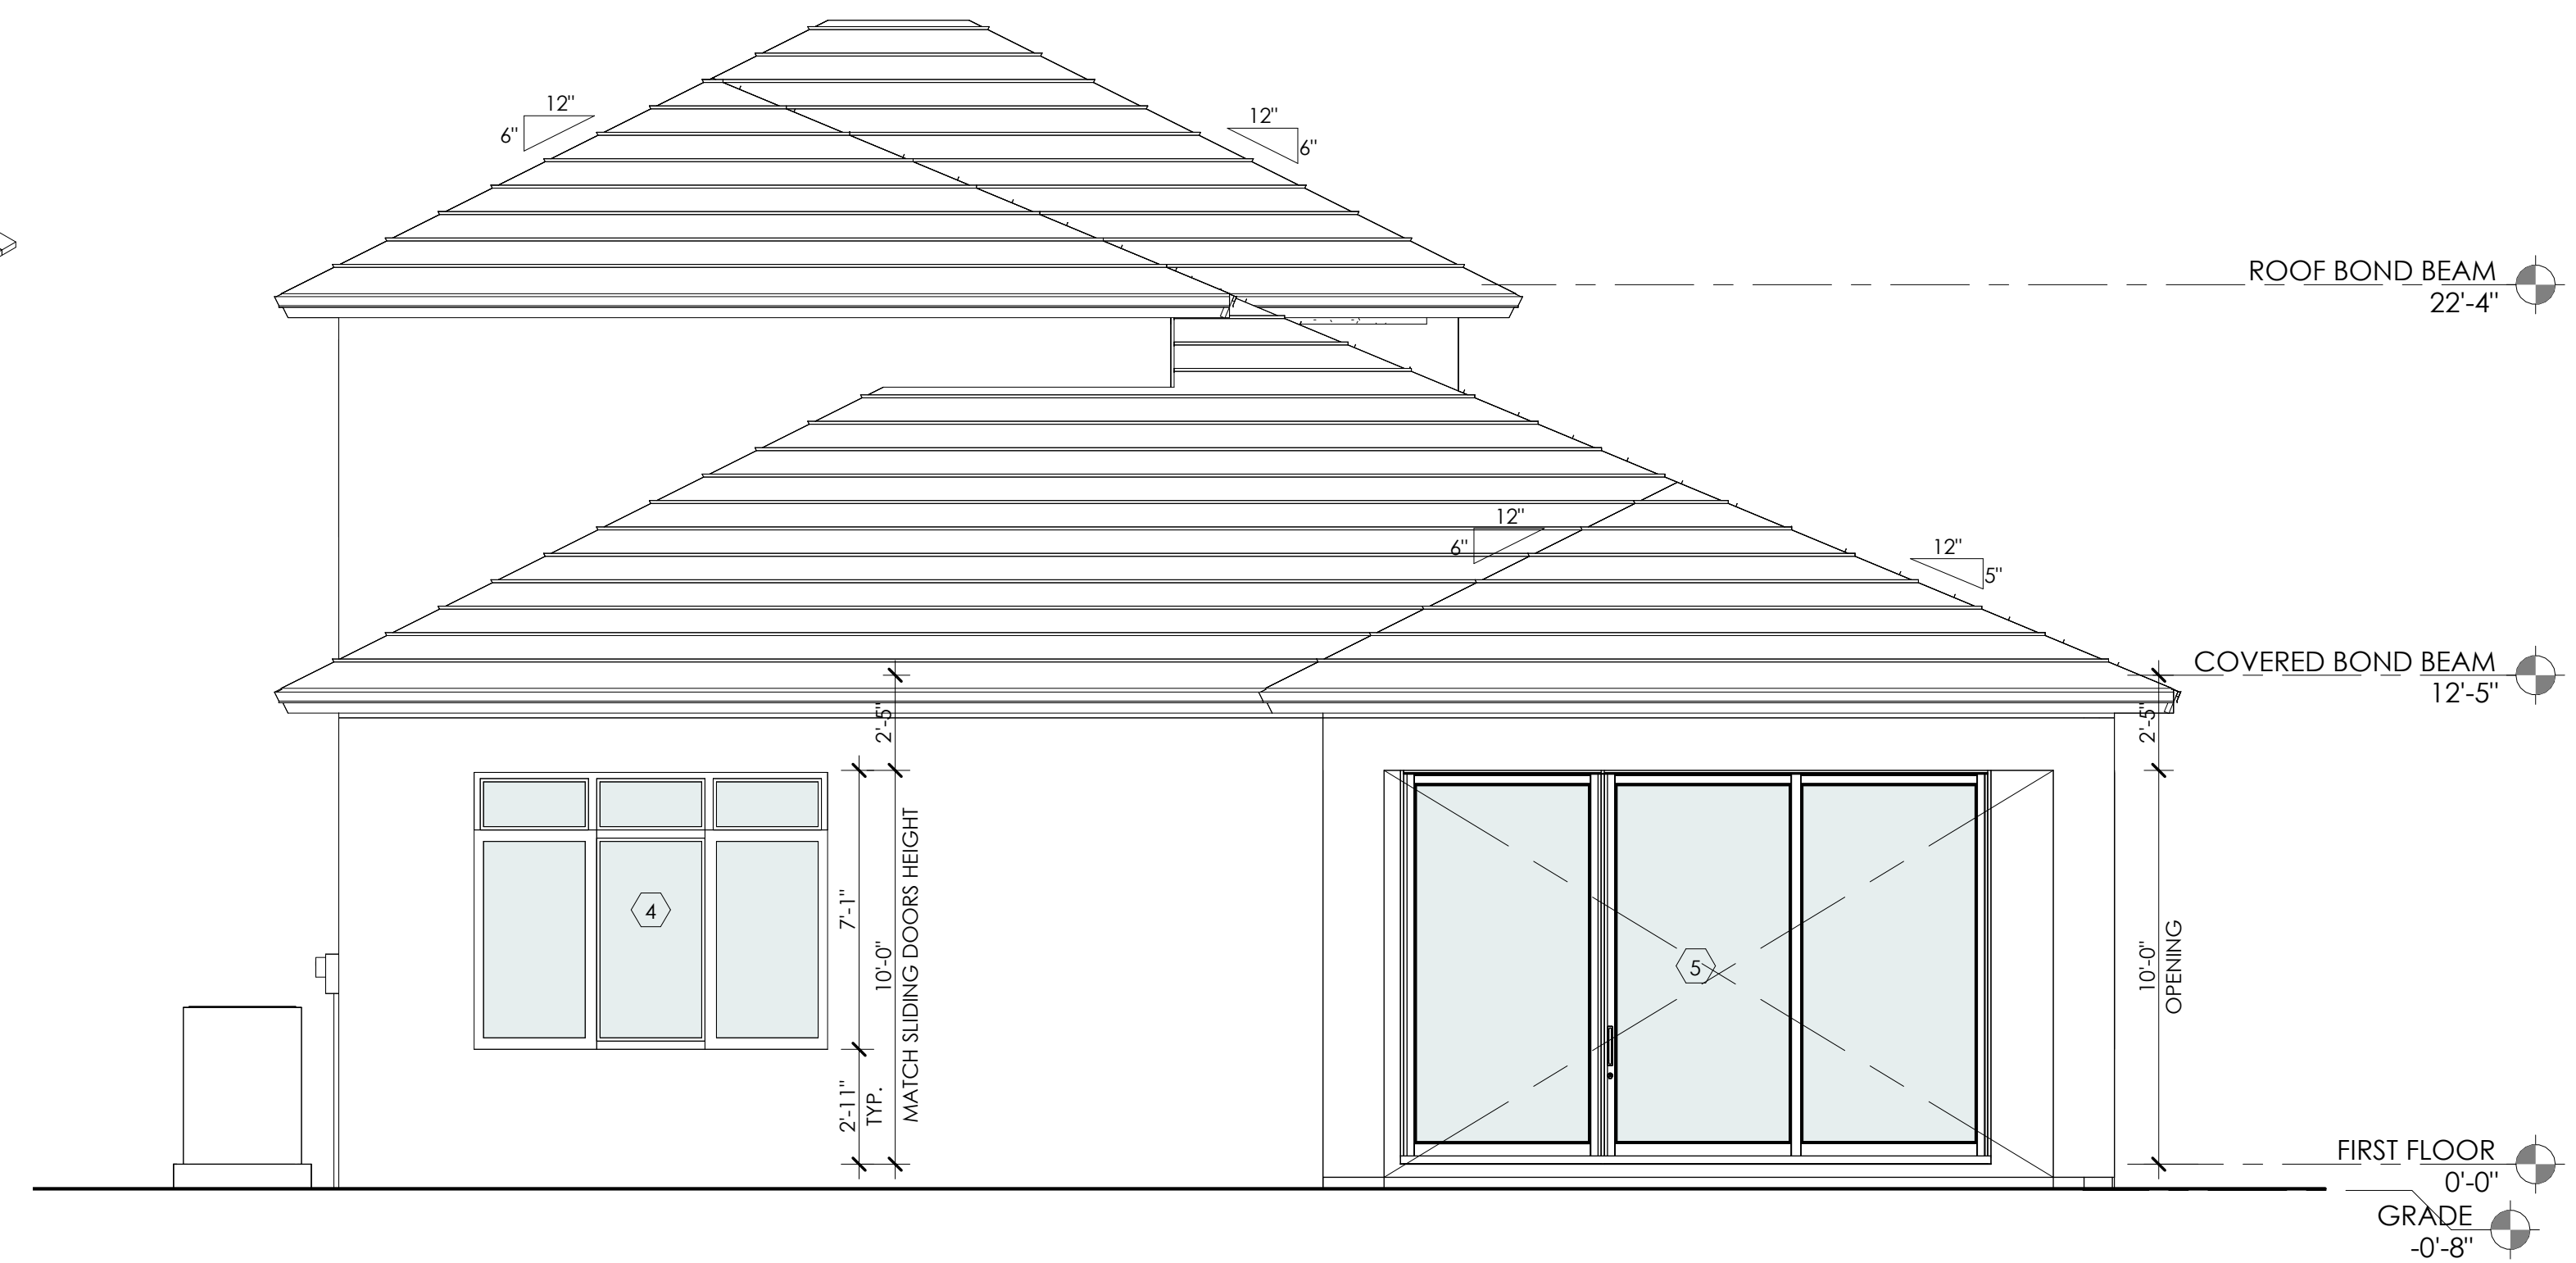 12"
6"
12"
6"
ROOF BOND BEAM
22'-4"
12"
6"
12"
5"
COVERED BOND BEAM
12'-5"
2'-5"
2'-5"
7'-1"
10'-0"
MATCH SLIDING DOORS HEIGHT
4
5
10'-0"
OPENING
2'-11"
TYP.
FIRST FLOOR
0'-0"
GRADE
-0'-8"